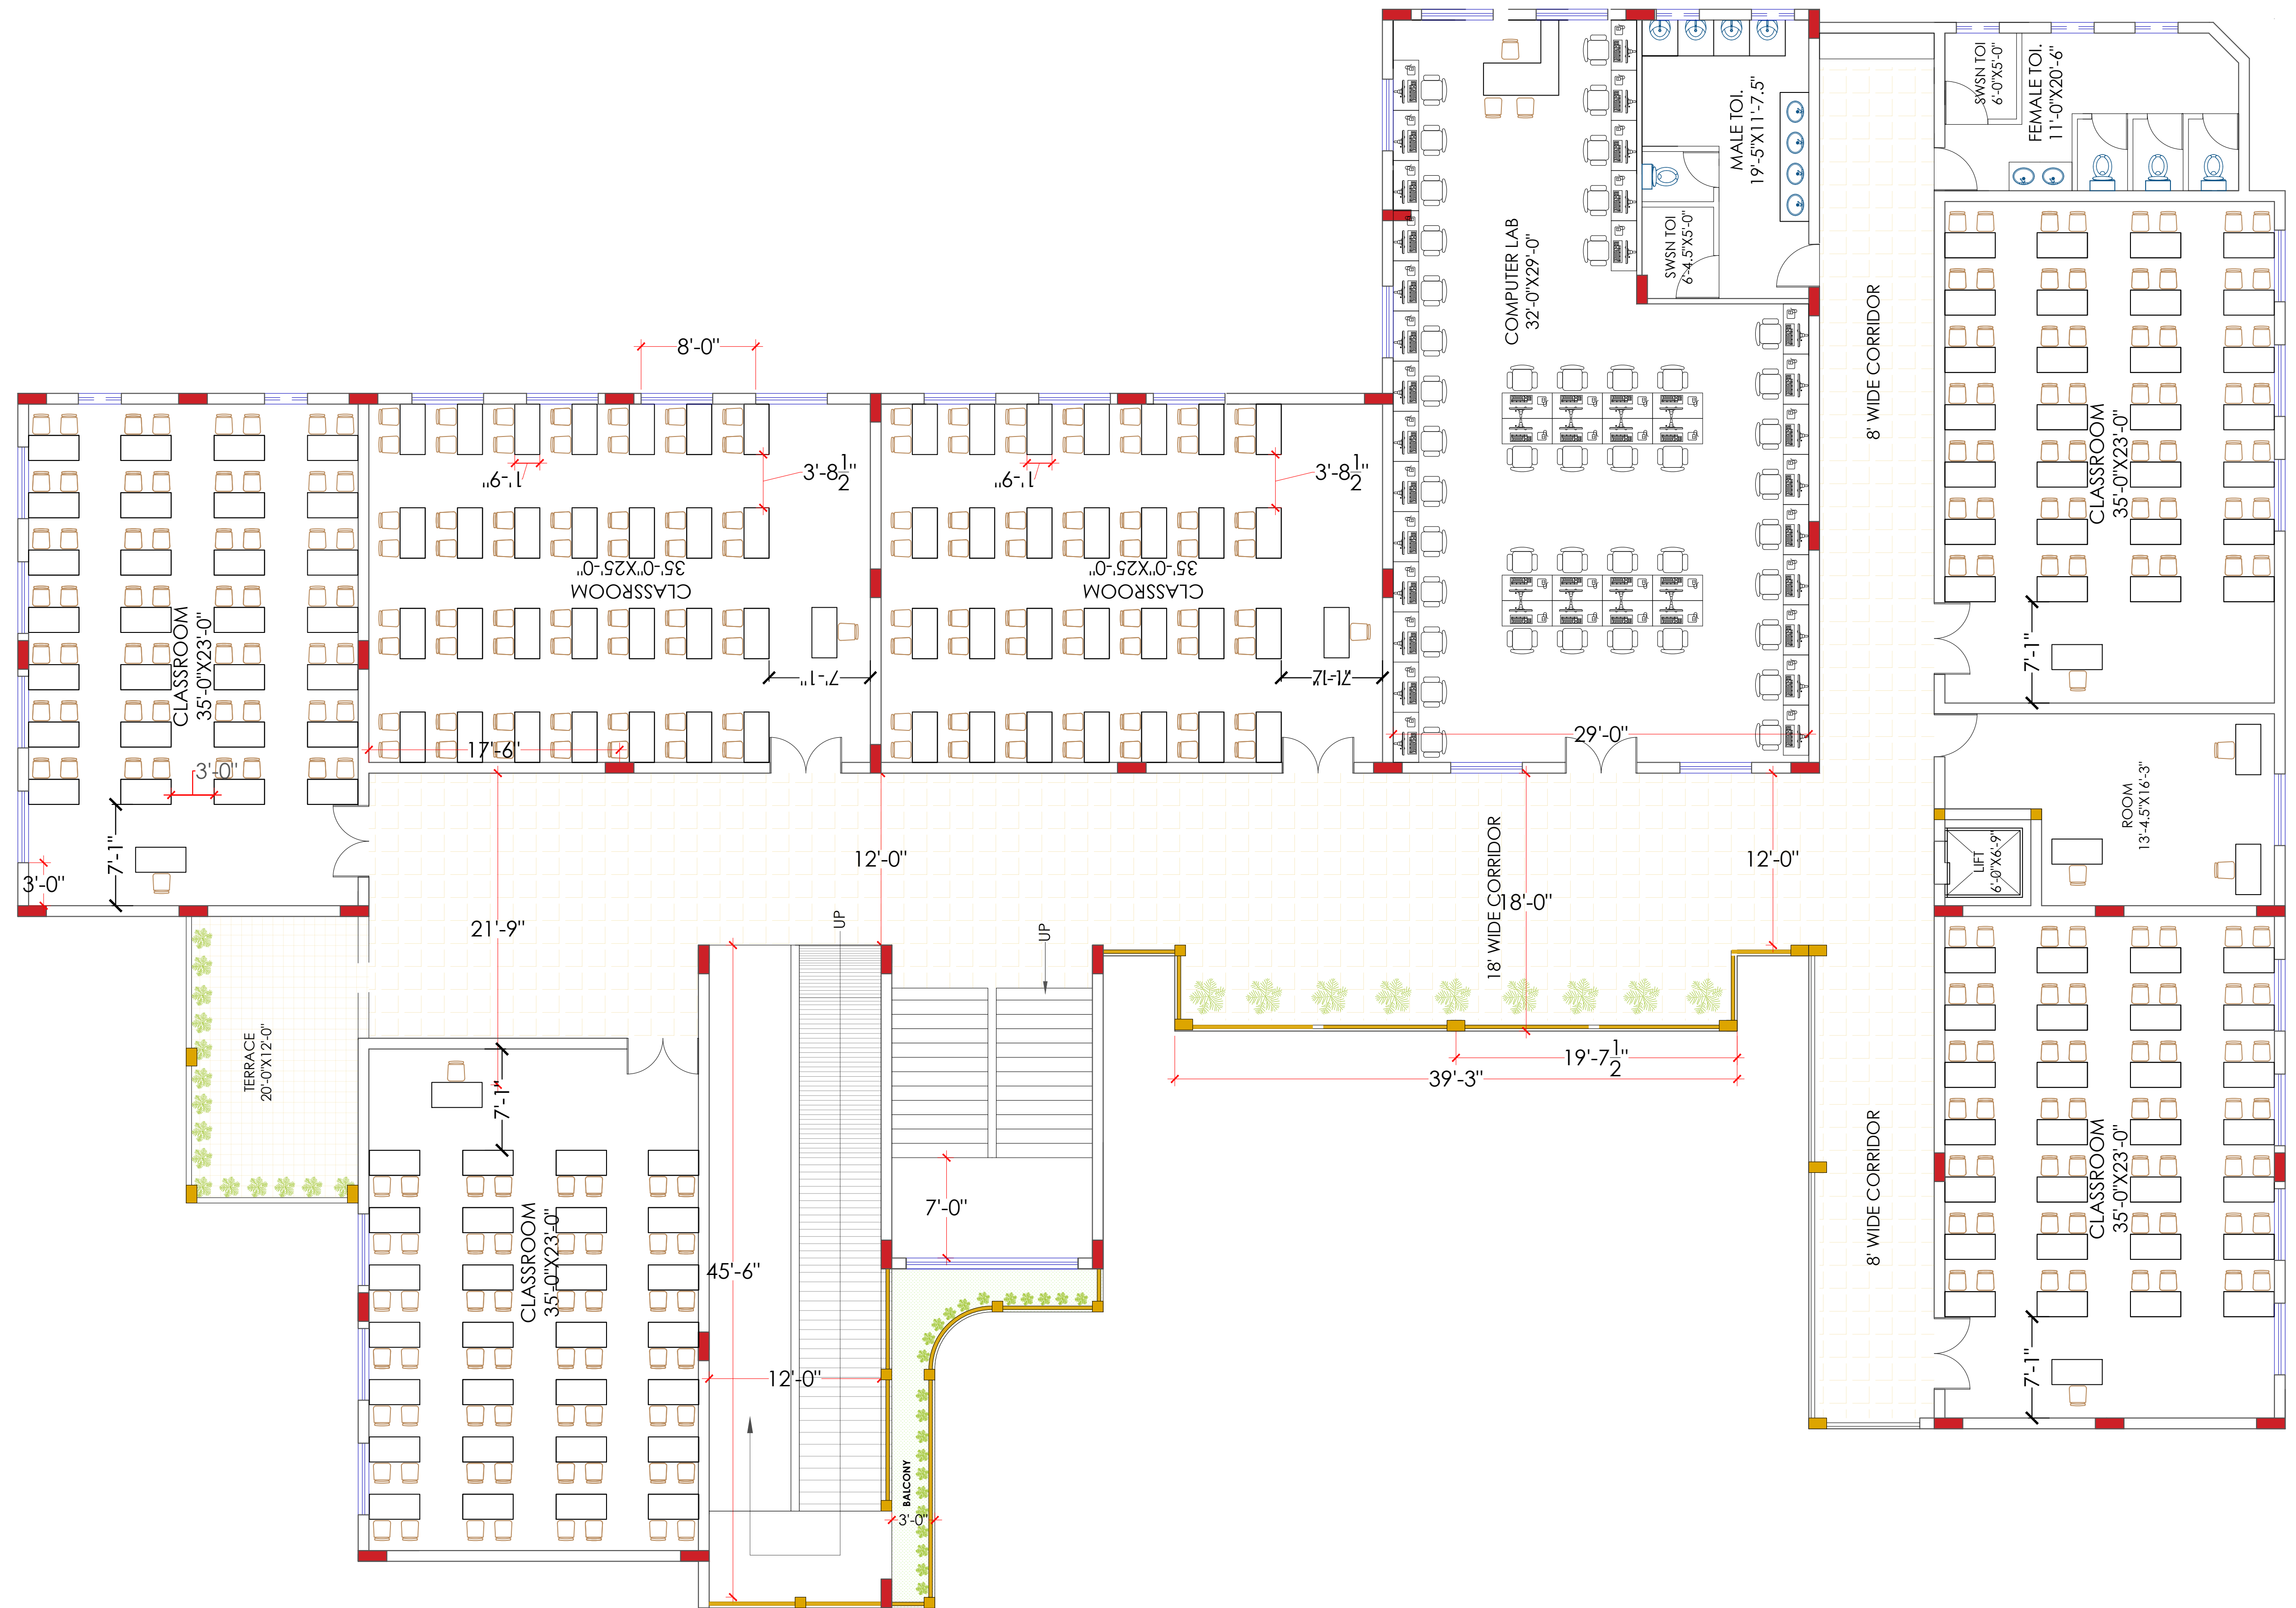 SWSN TOI
6'-0"X5'-0"
FEMALE TOI.
11'-0"X20'-6"
MALE TOI.
19'-5"X11'-7.5"
SWSN TOI
6'-4.5"X5'-0"
COMPUTER LAB
32'-0"X29'-0"
8' WIDE CORRIDOR
CLASSROOM
35'-0"X23'-0"
8'-0"
3'-8 1/2"
1'-9"
3'-8 1/2"
1'-9"
CLASSROOM
35'-0"X25'-0"
CLASSROOM
35'-0"X25'-0"
CLASSROOM
35'-0"X23'-0"
7'-1"
7'-1"
7'-1"
17'-6"
29'-0"
3'-0"
7'-1"
3'-0"
12'-0"
12'-0"
18' WIDE CORRIDOR
18'-0"
ROOM
13'-4.5"X16'-3"
LIFT
6'-0"X6'-9"
21'-9"
UP
UP
TERRACE
20'-0"X12'-0"
7'-1"
19'-7 1/2"
39'-3"
8' WIDE CORRIDOR
CLASSROOM
35'-0"X23'-0"
7'-0"
CLASSROOM
35'-0"X23'-0"
45'-6"
12'-0"
7'-1"
BALCONY
3'-0"